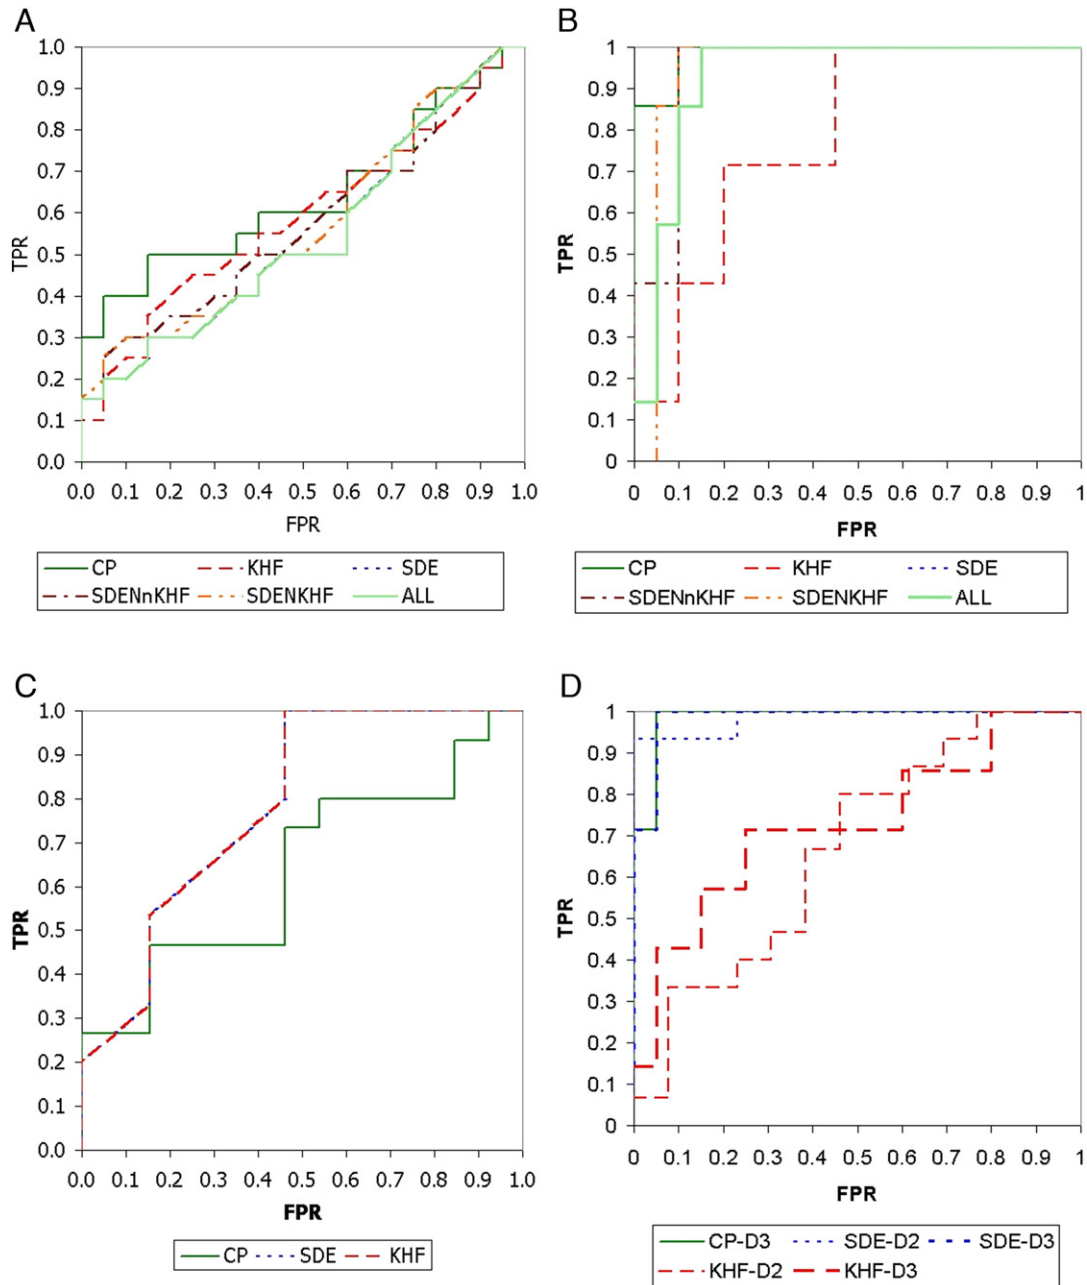 A
1.0
0.9
0.8
0.7
0.6
0.5
0.4
0.3
0.2
0.1
0.0
TPR
0.0 0.1 0.2 0.3 0.4 0.5 0.6 0.7 0.8 0.9 1.0
FPR
CP KHF SDE
SDENnKHF SDENKHF ALL
B
1
0.9
0.8
0.7
0.6
0.5
0.4
0.3
0.2
0.1
0
TPR
0 0.1 0.2 0.3 0.4 0.5 0.6 0.7 0.8 0.9 1
FPR
CP KHF SDE
SDENnKHF SDENKHF ALL
C
1.0
0.9
0.8
0.7
0.6
0.5
0.4
0.3
0.2
0.1
0.0
TPR
0.0 0.1 0.2 0.3 0.4 0.5 0.6 0.7 0.8 0.9 1.0
FPR
CP SDE KHF
D
1
0.9
0.8
0.7
0.6
0.5
0.4
0.3
0.2
0.1
0
TPR
0 0.1 0.2 0.3 0.4 0.5 0.6 0.7 0.8 0.9 1
FPR
CP-D3 SDE-D2 SDE-D3
KHF-D2 KHF-D3